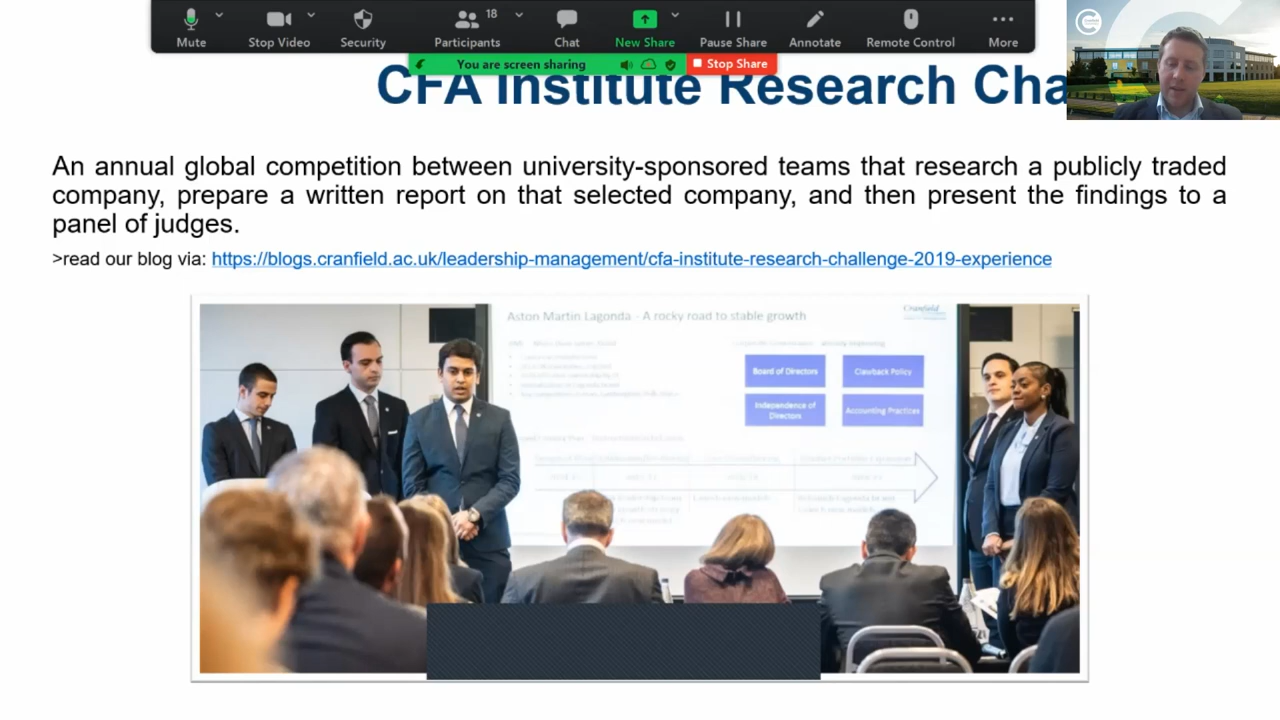 18
Mute
Stop Video
Security
Participants
Chat
New Share
Pause Share
Annotate
Remote Control
More
You are screen sharing
Stop Share
CFA Institute Research Cha
An annual global competition between university-sponsored teams that research a publicly traded
company, prepare a written report on that selected company, and then present the findings to a
panel of judges.
>read our blog via: https://blogs.cranfield.ac.uk/leadership-management/cfa-institute-research-challenge-2019-experience
Aston Martin Lagonda - A rocky road to stable growth
Cranfield
Board of Directors
Clawback Policy
Independence of
Directors
Accounting Practices